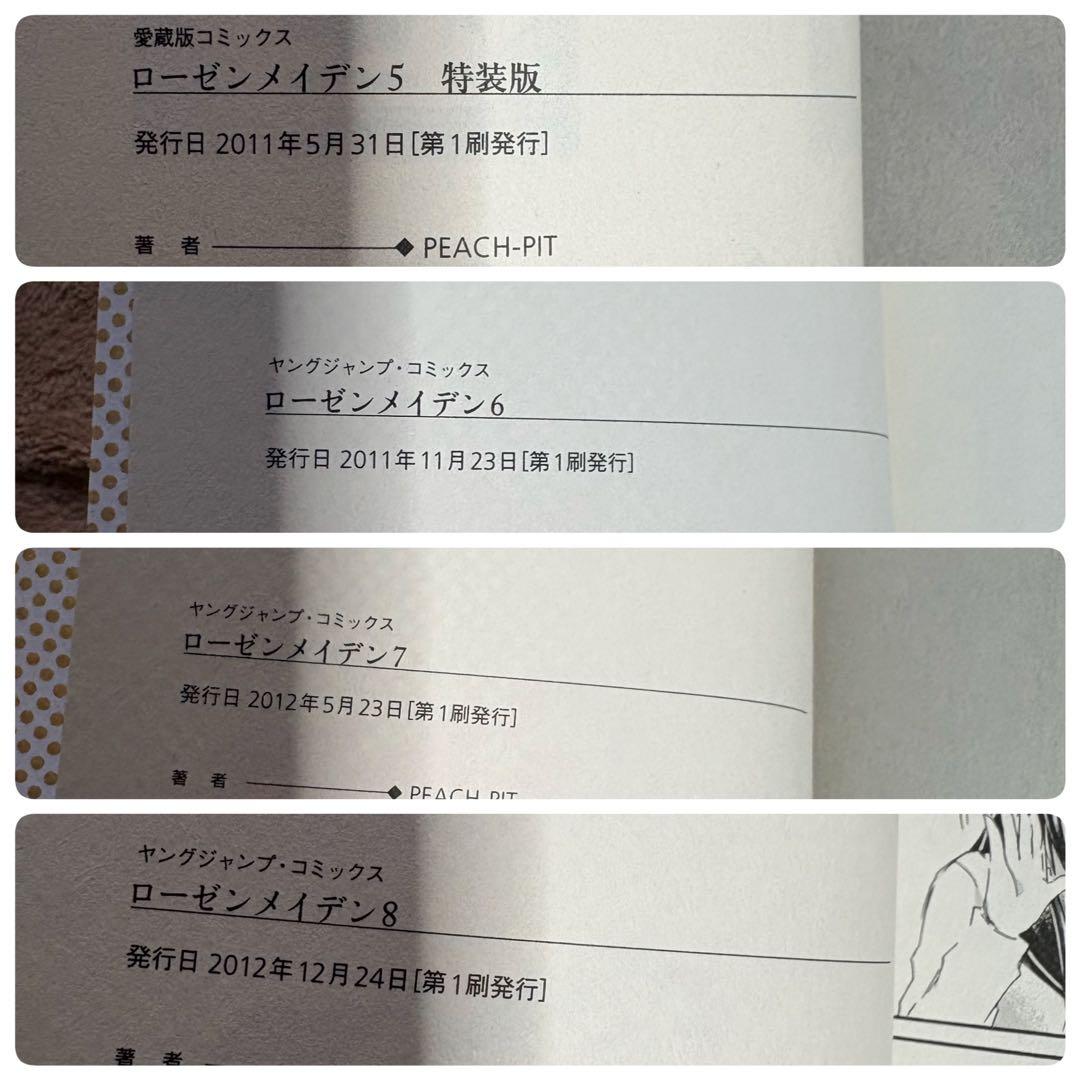 愛蔵版コミックス
ローゼンメイデン5　特装版
発行日 2011年5月31日[第1刷発行]
著　者 ――――◆ PEACH-PIT
ヤングジャンプ・コミックス
ローゼンメイデン6
発行日 2011年11月23日[第1刷発行]
ヤングジャンプ・コミックス
ローゼンメイデン7
発行日 2012年5月23日[第1刷発行]
著　者 ――――◆ PEACH-PIT
ヤングジャンプ・コミックス
ローゼンメイデン8
発行日 2012年12月24日[第1刷発行]
著　者